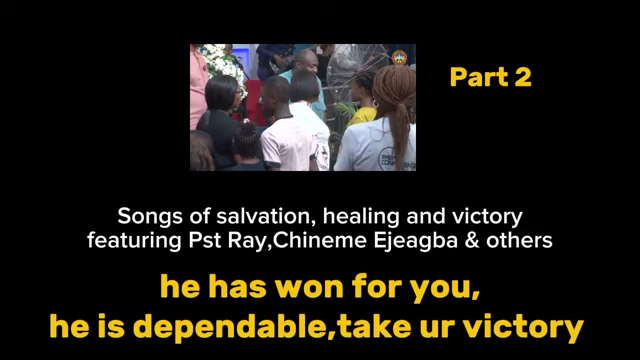 Part 2
Songs of salvation, healing and victory
featuring Pst Ray,Chineme Ejeagba & others
he has won for you,
he is dependable,take ur victory